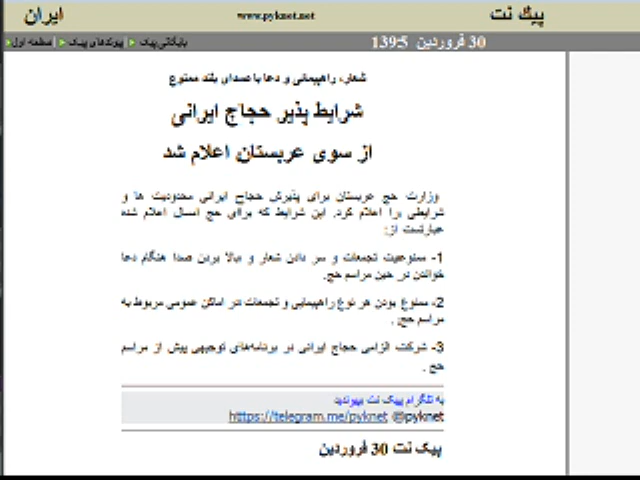 پیک نت
www.pyknet.net
ایران
30 فروردین 1395
بایگانی پیک
پیوندهای پیک
صفحه اول
شعار، راهپیمانی و دعا با صدای بلند ممنوع
شرایط پذیر حجاج ایرانی
از سوی عربستان اعلام شد
وزارت حج عربستان برای پذیرش حجاج ایرانی محدودیت ها و
شرایطی را اعلام کرد. این شرایط که برای حج امسال اعلام شده
عبارتست از:
1- ممنوعیت تجمعات و سر دادن شعار و بالا بردن صدا هنگام دعا
خواندن در حین مراسم حج.
2- ممنوع بودن هر نوع راهپیمایی و تجمعات در اماکن عمومی مربوط به
مراسم حج .
3- شرکت الزامی حجاج ایرانی در برنامه‌های توجیهی پیش از مراسم
حج .
به تلگرام پیک نت بپیوندید
https://telegram.me/pyknet @pyknet
پیک نت 30 فروردین